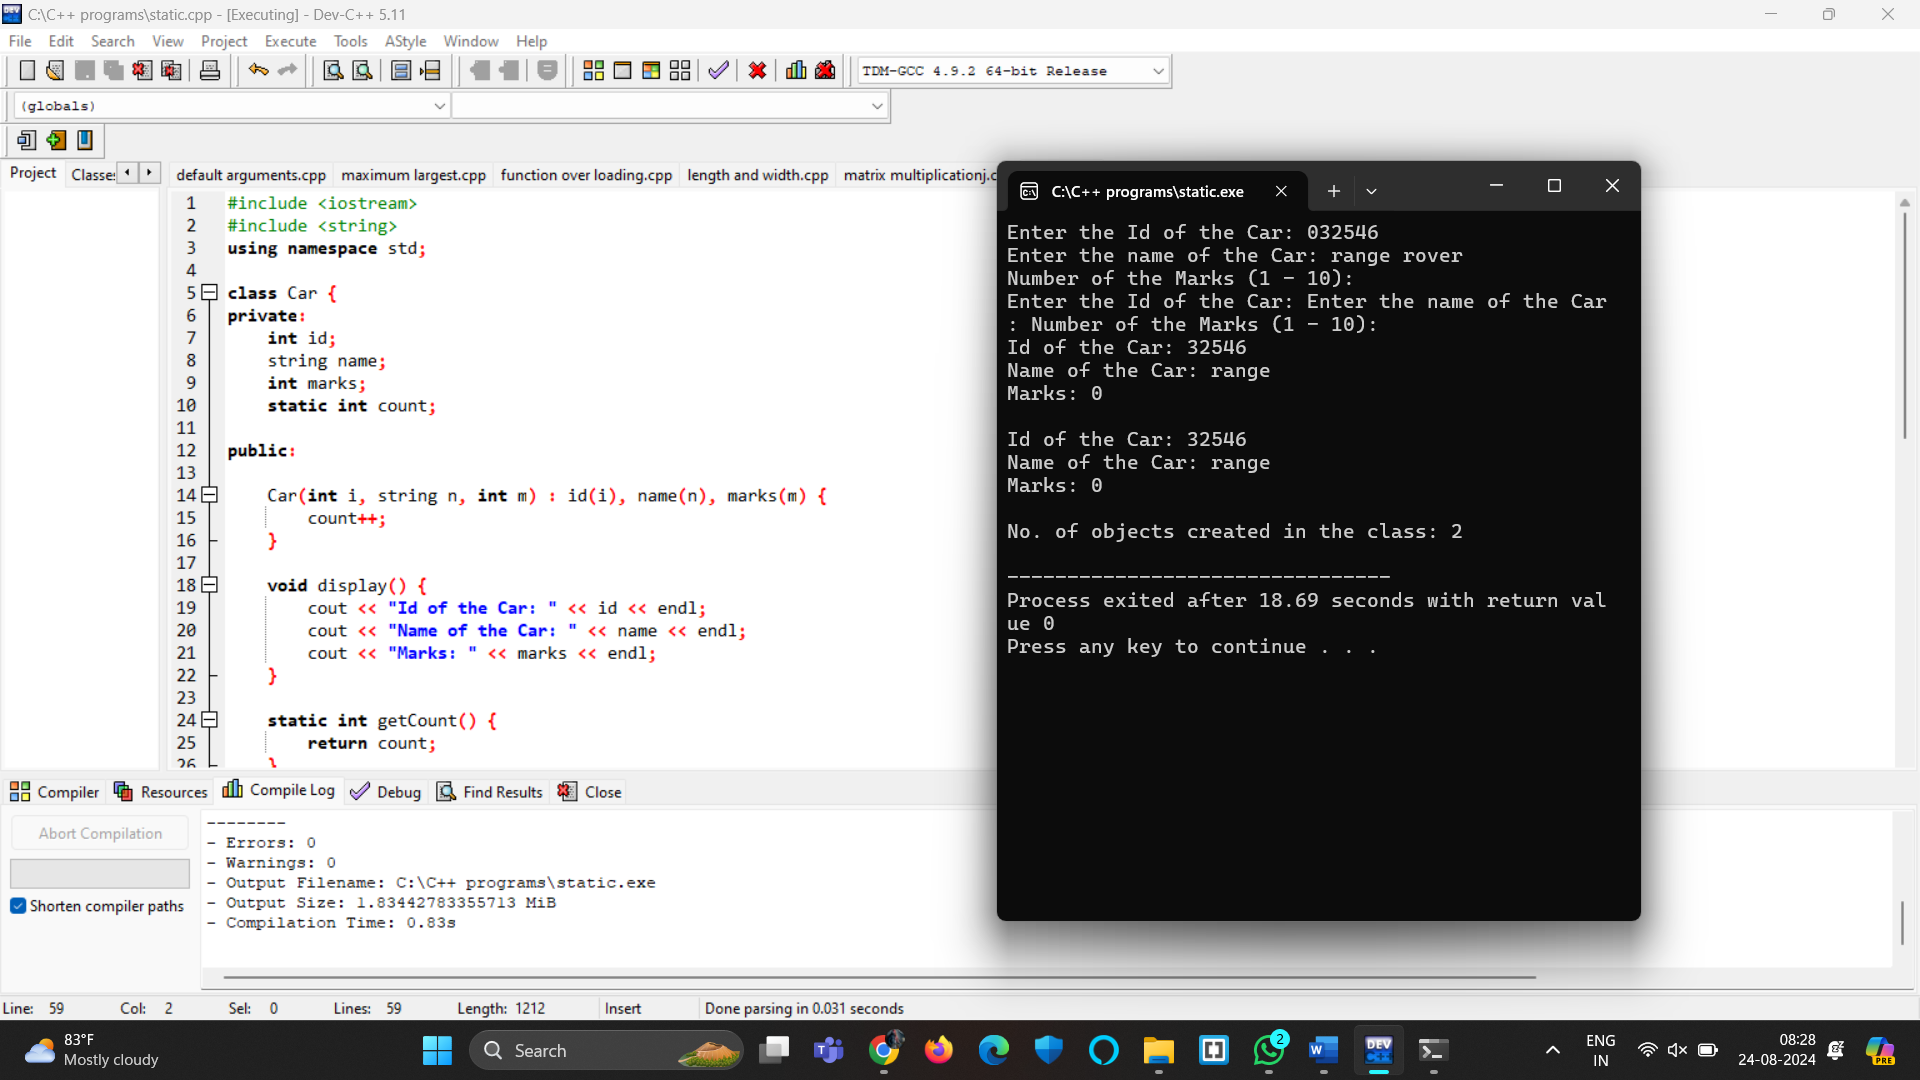 C:\C++ programs\static.cpp - [Executing] - Dev-C++ 5.11
File Edit Search View Project Execute Tools AStyle Window Help
TDM-GCC 4.9.2 64-bit Release
(globals)
Project Classes
default arguments.cpp maximum largest.cpp function over loading.cpp length and width.cpp matrix multiplicationj.c
1 #include <iostream>
2 #include <string>
3 using namespace std;
4
5 class Car {
6 private:
7 int id;
8 string name;
9 int marks;
10 static int count;
11
12 public:
13
14 Car(int i, string n, int m) : id(i), name(n), marks(m) {
15 count++;
16 }
17
18 void display() {
19 cout << "Id of the Car: " << id << endl;
20 cout << "Name of the Car: " << name << endl;
21 cout << "Marks: " << marks << endl;
22 }
23
24 static int getCount() {
25 return count;
26 }
C:\C++ programs\static.exe
Enter the Id of the Car: 032546
Enter the name of the Car: range rover
Number of the Marks (1 - 10):
Enter the Id of the Car: Enter the name of the Car
: Number of the Marks (1 - 10):
Id of the Car: 32546
Name of the Car: range
Marks: 0
Id of the Car: 32546
Name of the Car: range
Marks: 0
No. of objects created in the class: 2
--------------------------------
Process exited after 18.69 seconds with return val
ue 0
Press any key to continue . . .
Compiler Resources Compile Log Debug Find Results Close
Abort Compilation
Shorten compiler paths
--------
- Errors: 0
- Warnings: 0
- Output Filename: C:\C++ programs\static.exe
- Output Size: 1.83442783355713 MiB
- Compilation Time: 0.83s
Line: 59 Col: 2 Sel: 0 Lines: 59 Length: 1212 Insert Done parsing in 0.031 seconds
83°F
Mostly cloudy
Search
2
DEV
C++
PRE
ENG
IN
08:28
24-08-2024